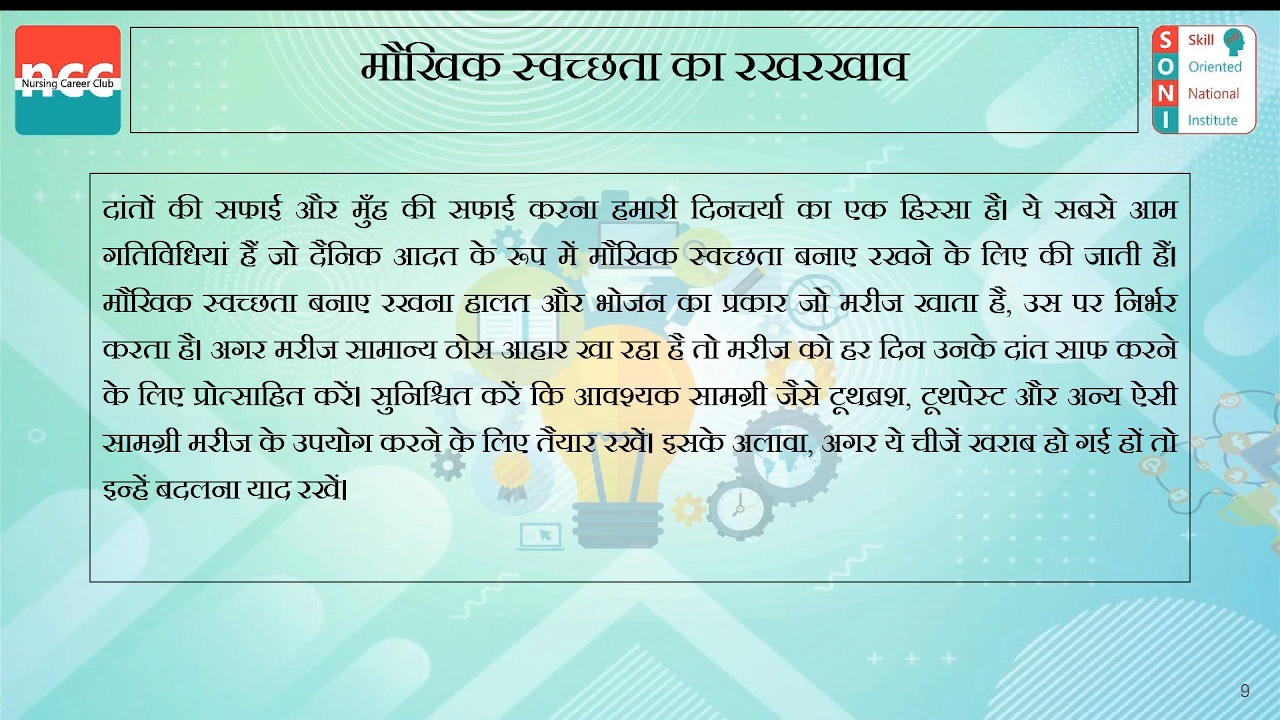 ncc
Nursing Career Club
मौखिक स्वच्छता का रखरखाव
S Skill
O Oriented
N National
I Institute
दांतों की सफाई और मुँह की सफाई करना हमारी दिनचर्या का एक हिस्सा है। ये सबसे आम
गतिविधियां हैं जो दैनिक आदत के रूप में मौखिक स्वच्छता बनाए रखने के लिए की जाती हैं।
मौखिक स्वच्छता बनाए रखना हालत और भोजन का प्रकार जो मरीज खाता है, उस पर निर्भर
करता है। अगर मरीज सामान्य ठोस आहार खा रहा है तो मरीज को हर दिन उनके दांत साफ करने
के लिए प्रोत्साहित करें। सुनिश्चित करें कि आवश्यक सामग्री जैसे टूथब्रश, टूथपेस्ट और अन्य ऐसी
सामग्री मरीज के उपयोग करने के लिए तैयार रखें। इसके अलावा, अगर ये चीजें खराब हो गई हों तो
इन्हें बदलना याद रखें।
9